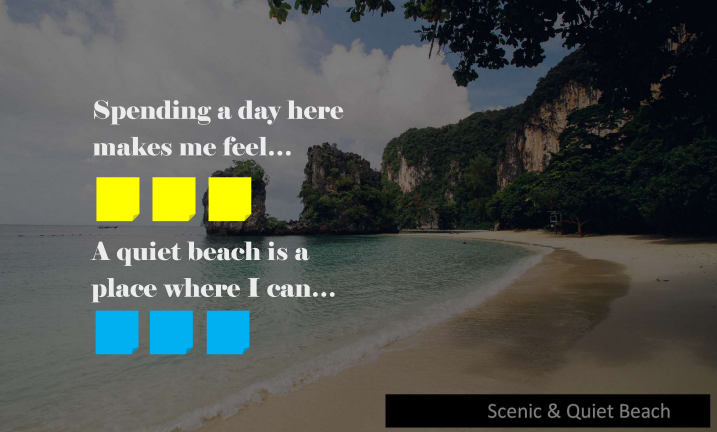 Spending a day here
makes me feel...
A quiet beach is a
place where I can...
Scenic & Quiet Beach